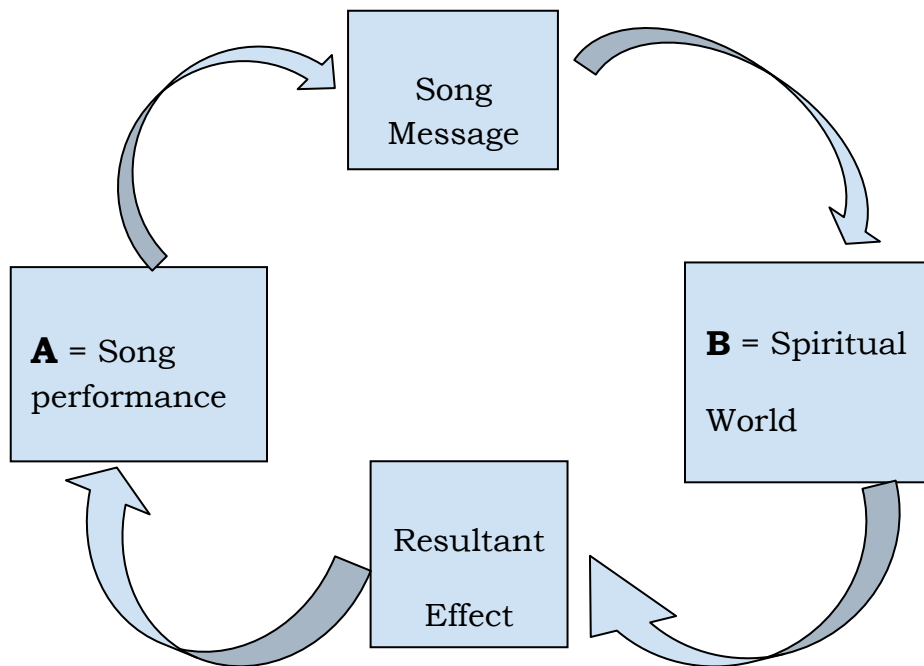 Song
Message
A = Song
performance
B = Spiritual
World
Resultant
Effect